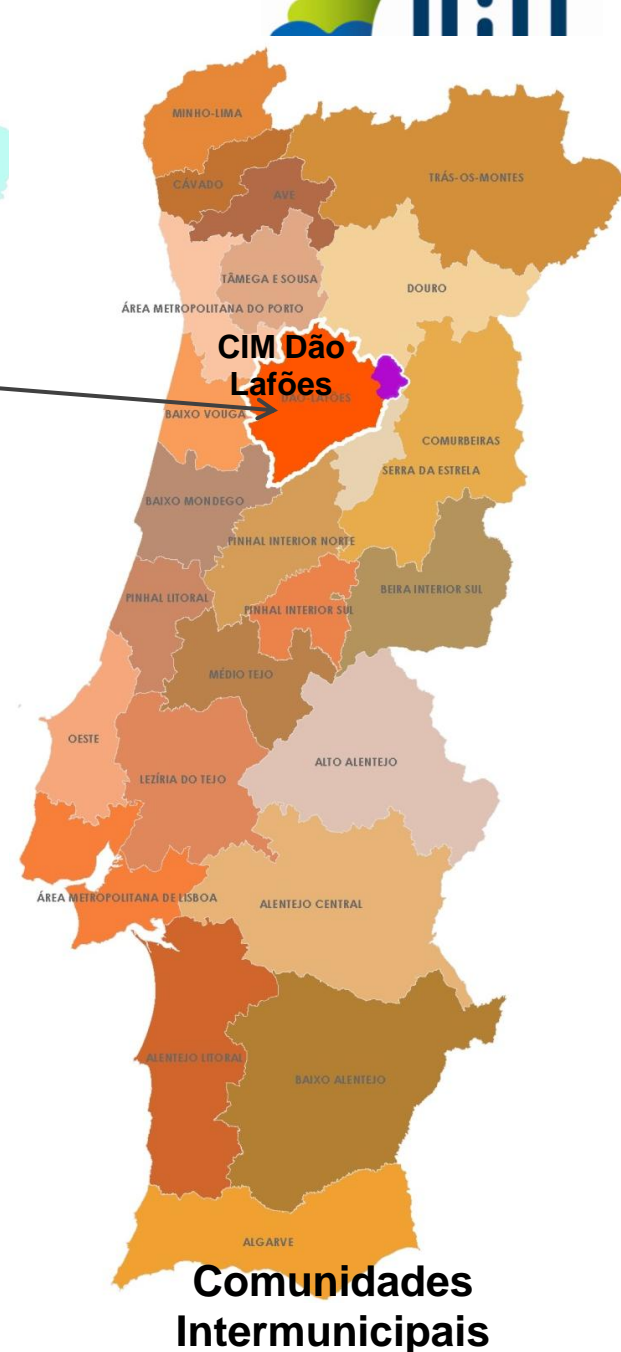 MINHO-LIMA
CÁVADO
AVE
TRÁS-OS-MONTES
TÂMEGA E SOUSA
DOURO
ÁREA METROPOLITANA DO PORTO
CIM Dão
Lafões
DÃO-LAFÕES
BAIXO VOUGA
COMURBEIRAS
SERRA DA ESTRELA
BAIXO MONDEGO
PINHAL INTERIOR NORTE
BEIRA INTERIOR SUL
PINHAL LITORAL
PINHAL INTERIOR SUL
MÉDIO TEJO
OESTE
ALTO ALENTEJO
LEZÍRIA DO TEJO
ÁREA METROPOLITANA DE LISBOA
ALENTEJO CENTRAL
ALENTEJO LITORAL
BAIXO ALENTEJO
ALGARVE
Comunidades
Intermunicipais